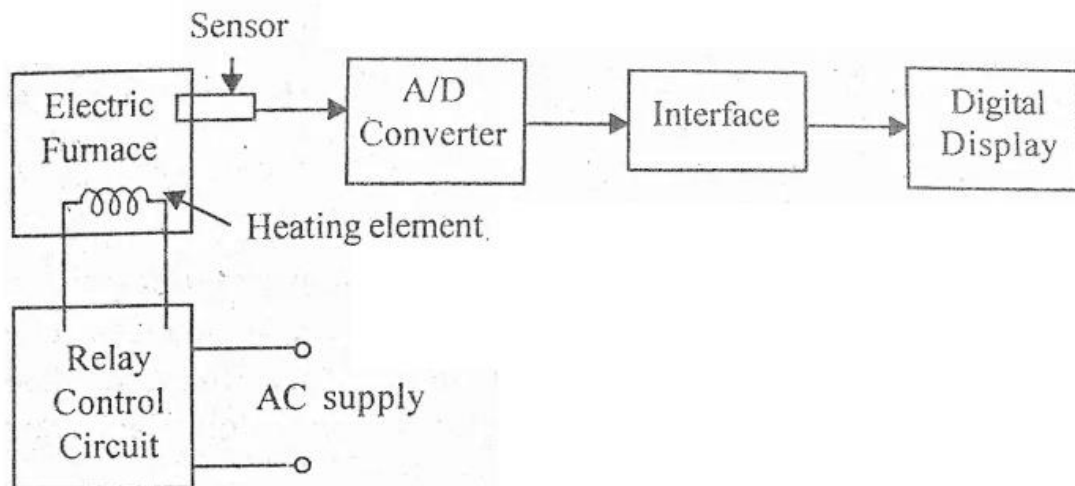 Sensor
Electric
Furnace
A/D
Converter
Interface
Digital
Display
Heating element
Relay
Control
Circuit
AC supply